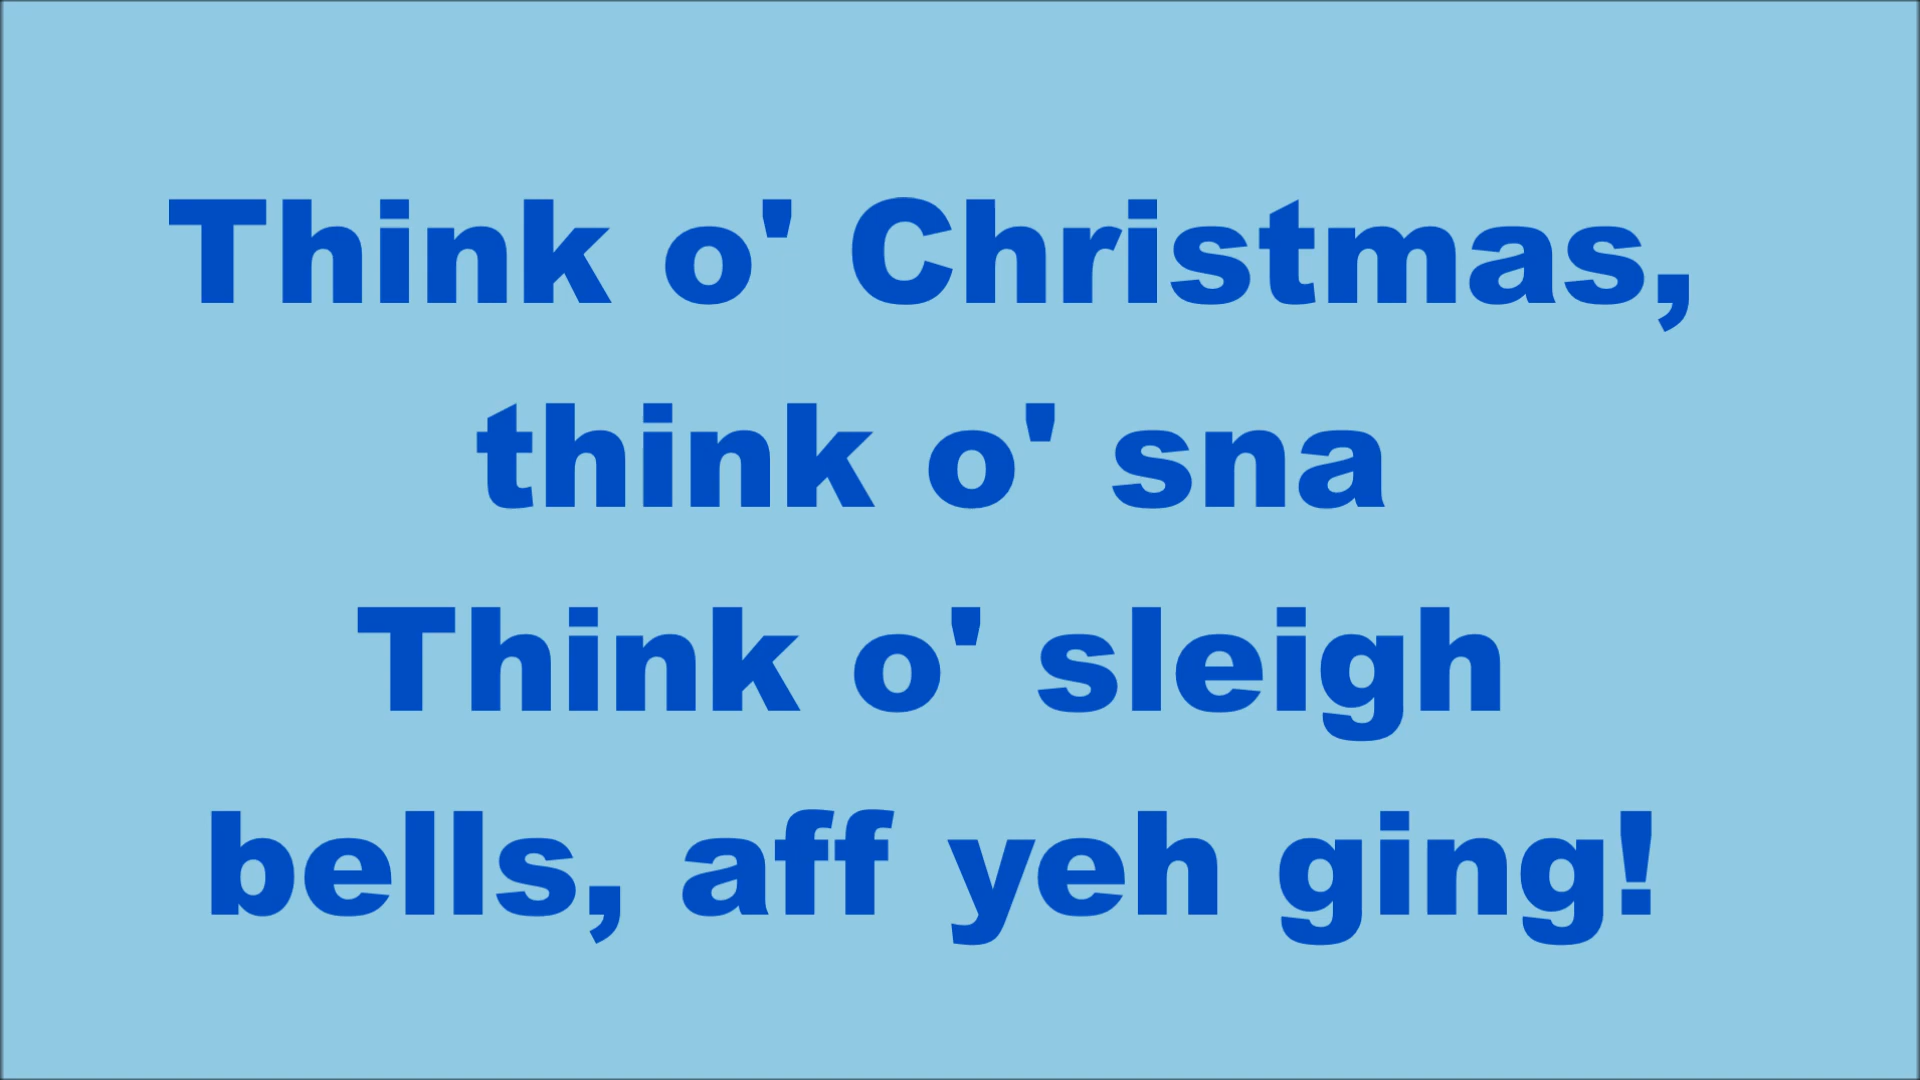 Think o' Christmas,
think o' sna
Think o' sleigh
bells, aff yeh ging!